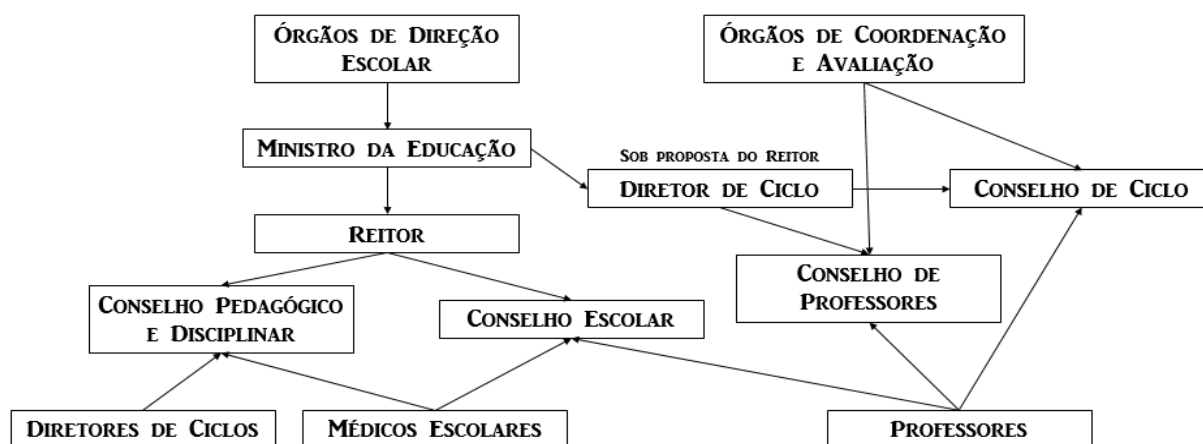 Órgãos de Direção
Escolar
Órgãos de Coordenação
e Avaliação
Ministro da Educação
Sob proposta do Reitor
Diretor de Ciclo
Conselho de Ciclo
Reitor
Conselho de
Professores
Conselho Pedagógico
e Disciplinar
Conselho Escolar
Diretores de Ciclos
Médicos Escolares
Professores